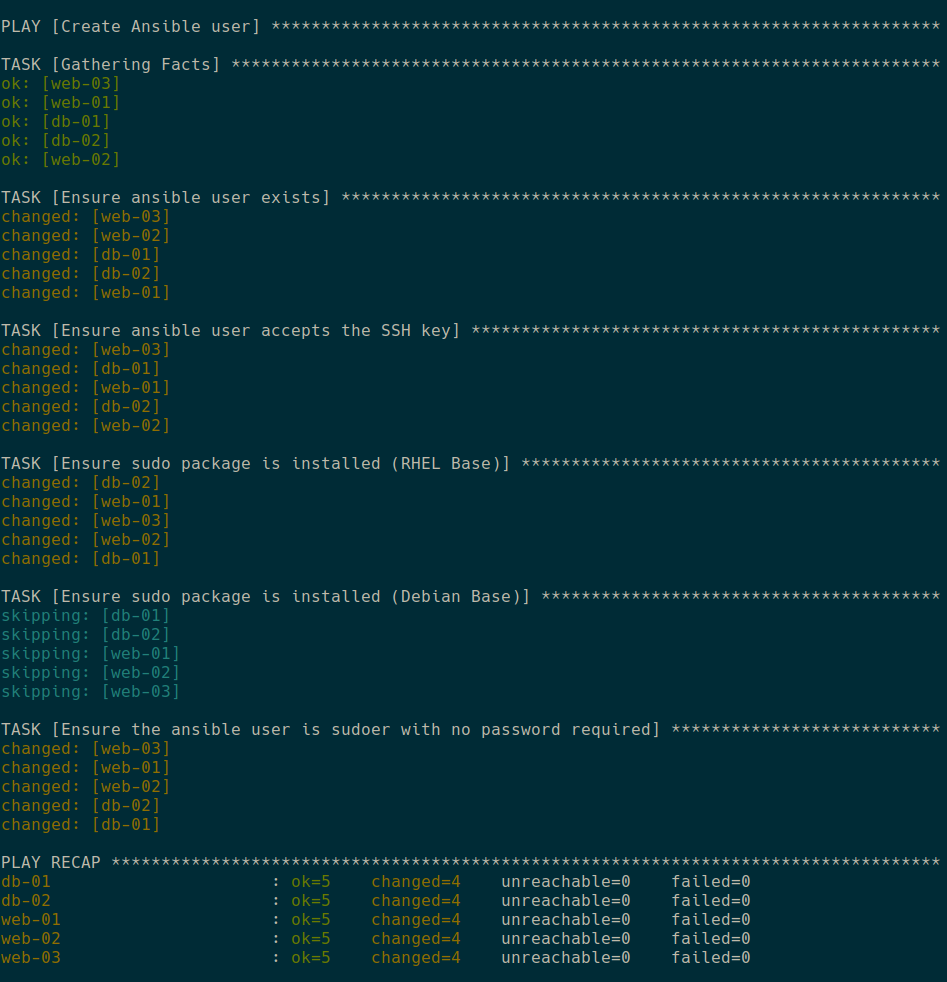 PLAY [Create Ansible user] *******************************************************************
TASK [Gathering Facts] ***********************************************************************
ok: [web-03]
ok: [web-01]
ok: [db-01]
ok: [db-02]
ok: [web-02]
TASK [Ensure ansible user exists] ************************************************************
changed: [web-03]
changed: [web-02]
changed: [db-01]
changed: [db-02]
changed: [web-01]
TASK [Ensure ansible user accepts the SSH key] ***********************************************
changed: [web-03]
changed: [db-01]
changed: [web-01]
changed: [db-02]
changed: [web-02]
TASK [Ensure sudo package is installed (RHEL Base)] ******************************************
changed: [db-02]
changed: [web-01]
changed: [web-03]
changed: [web-02]
changed: [db-01]
TASK [Ensure sudo package is installed (Debian Base)] ****************************************
skipping: [db-01]
skipping: [db-02]
skipping: [web-01]
skipping: [web-02]
skipping: [web-03]
TASK [Ensure the ansible user is sudoer with no password required] ***************************
changed: [web-03]
changed: [web-01]
changed: [web-02]
changed: [db-02]
changed: [db-01]
PLAY RECAP ***********************************************************************************
db-01                      : ok=5    changed=4    unreachable=0    failed=0
db-02                      : ok=5    changed=4    unreachable=0    failed=0
web-01                     : ok=5    changed=4    unreachable=0    failed=0
web-02                     : ok=5    changed=4    unreachable=0    failed=0
web-03                     : ok=5    changed=4    unreachable=0    failed=0